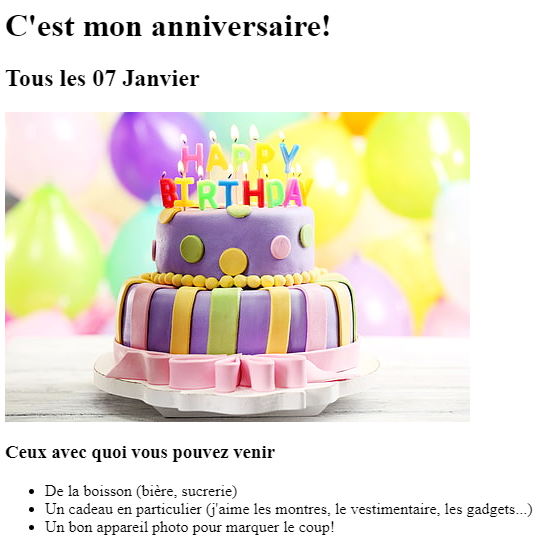 C'est mon anniversaire!
Tous les 07 Janvier
HAPPY
BIRTHDAY
Ceux avec quoi vous pouvez venir
De la boisson (bière, sucrerie)
Un cadeau en particulier (j'aime les montres, le vestimentaire, les gadgets...)
Un bon appareil photo pour marquer le coup!